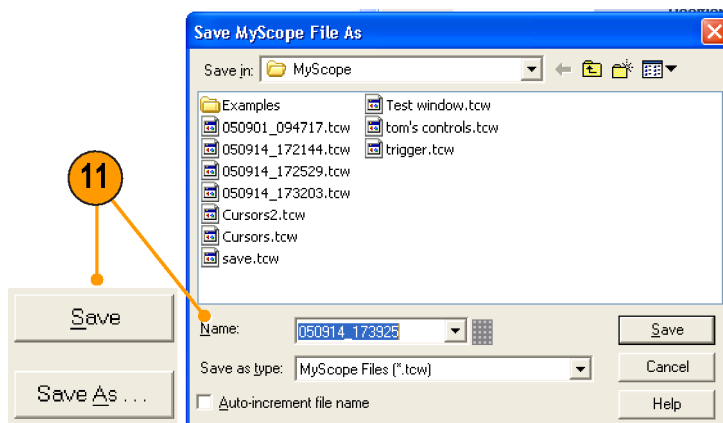 Save MyScope File As
Save in: MyScope
Examples
050901_094717.tcw
050914_172144.tcw
050914_172529.tcw
050914_173203.tcw
Cursors2.tcw
Cursors.tcw
save.tcw
Test window.tcw
tom's controls.tcw
trigger.tcw
11
Save
Save As . . .
Name: 050914_173925 Save
Save as type: MyScope Files (*.tcw) Cancel
Auto-increment file name Help